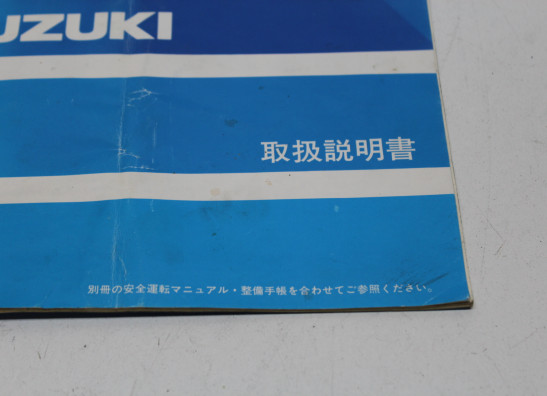 UZUKI
取扱説明書
別冊の安全運転マニュアル・整備手帳を合わせてご参照ください。